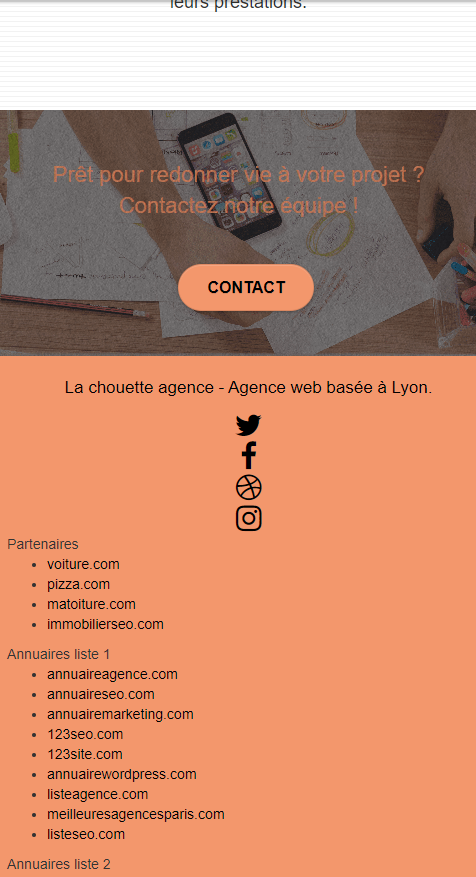 leurs prestations.
Prêt pour redonner vie à votre projet ?
Contactez notre équipe !
CONTACT
La chouette agence - Agence web basée à Lyon.
Partenaires
voiture.com
pizza.com
matoiture.com
immobilierseo.com
Annuaires liste 1
annuaireagence.com
annuaireseo.com
annuairemarketing.com
123seo.com
123site.com
annuairewordpress.com
listeagence.com
meilleuresagencesparis.com
listeseo.com
Annuaires liste 2